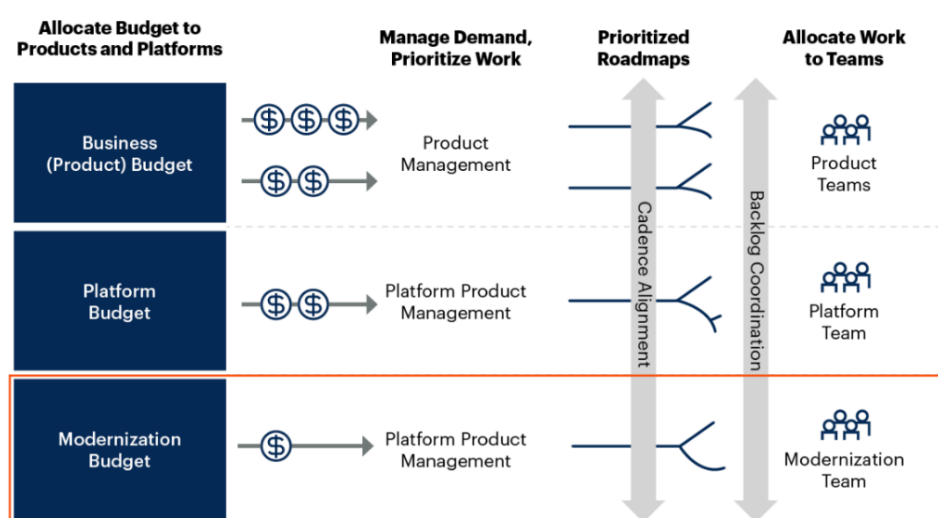 Allocate Budget to
Products and Platforms
Manage Demand,
Prioritize Work
Prioritized
Roadmaps
Allocate Work
to Teams
Business
(Product) Budget
$ $ $
$ $
Product
Management
Product
Teams
Platform
Budget
$ $
Platform Product
Management
Platform
Team
Modernization
Budget
$
Platform Product
Management
Modernization
Team
Cadence Alignment
Backlog Coordination